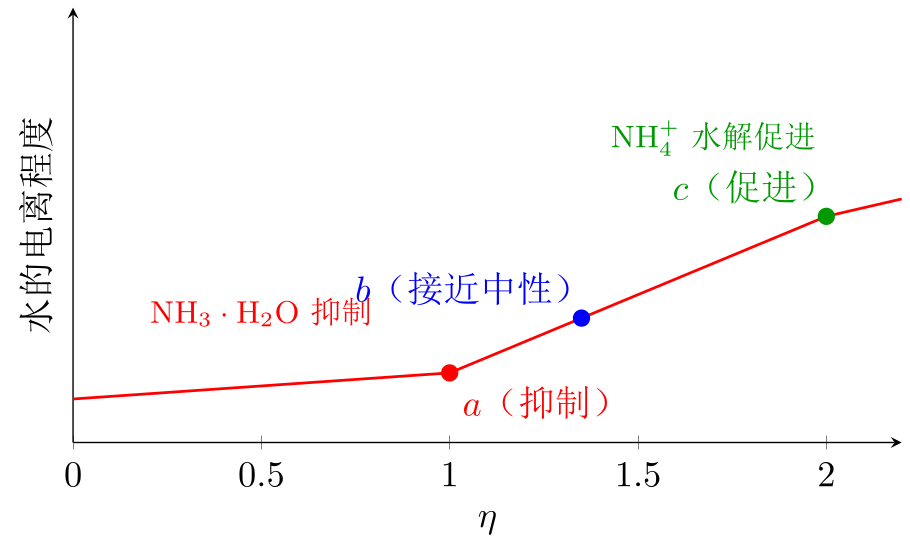 水的电离程度
NH₄⁺ 水解促进
c（促进）
b（接近中性）
NH₃ · H₂O 抑制
a（抑制）
0 0.5 1 1.5 2
η